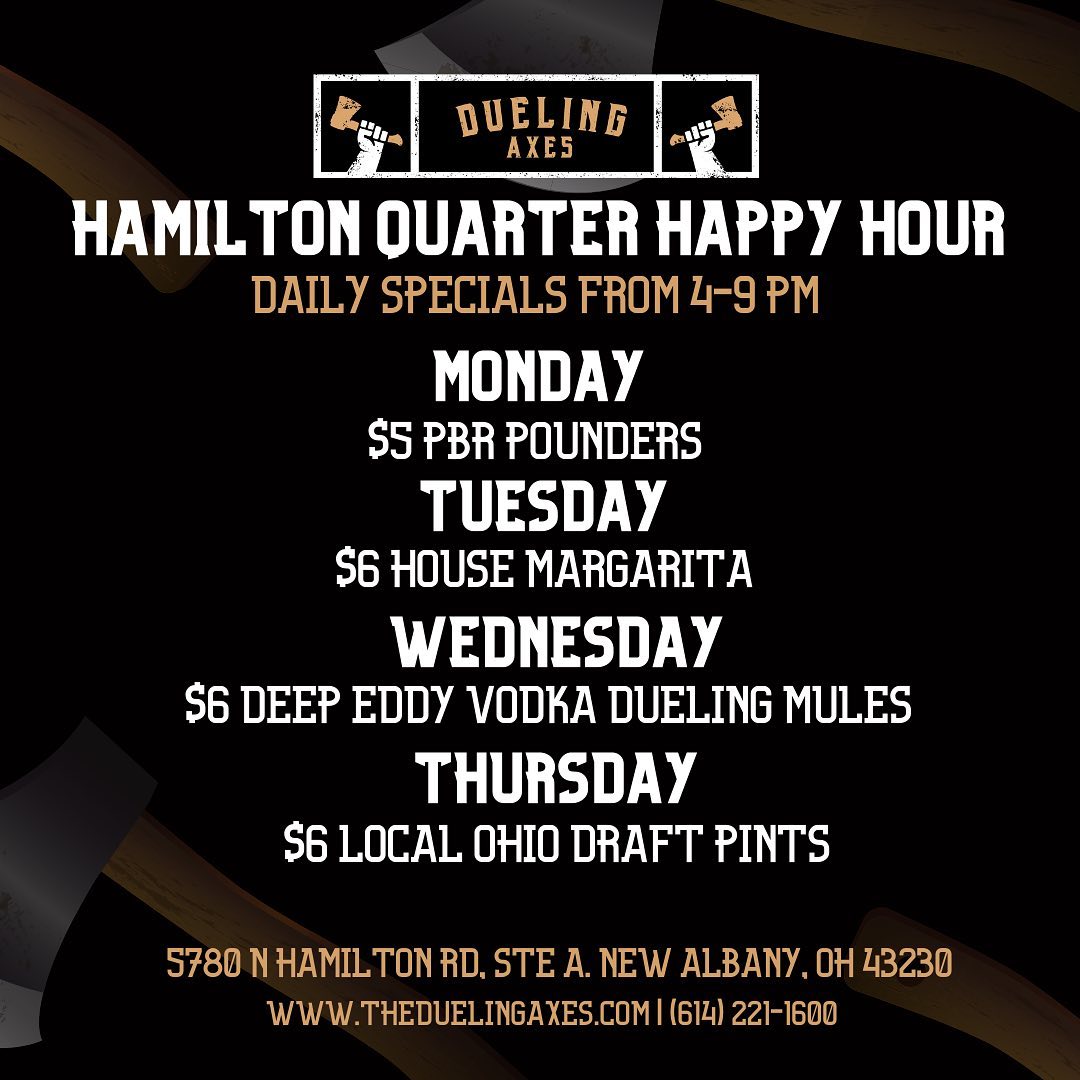 DUELING
AXES
HAMILTON QUARTER HAPPY HOUR
DAILY SPECIALS FROM 4-9 PM
MONDAY
$5 PBR POUNDERS
TUESDAY
$6 HOUSE MARGARITA
WEDNESDAY
$6 DEEP EDDY VODKA DUELING MULES
THURSDAY
$6 LOCAL OHIO DRAFT PINTS
5780 N HAMILTON RD, STE A. NEW ALBANY, OH 43230
WWW.THEDUELINGAXES.COM | (614) 221-1600